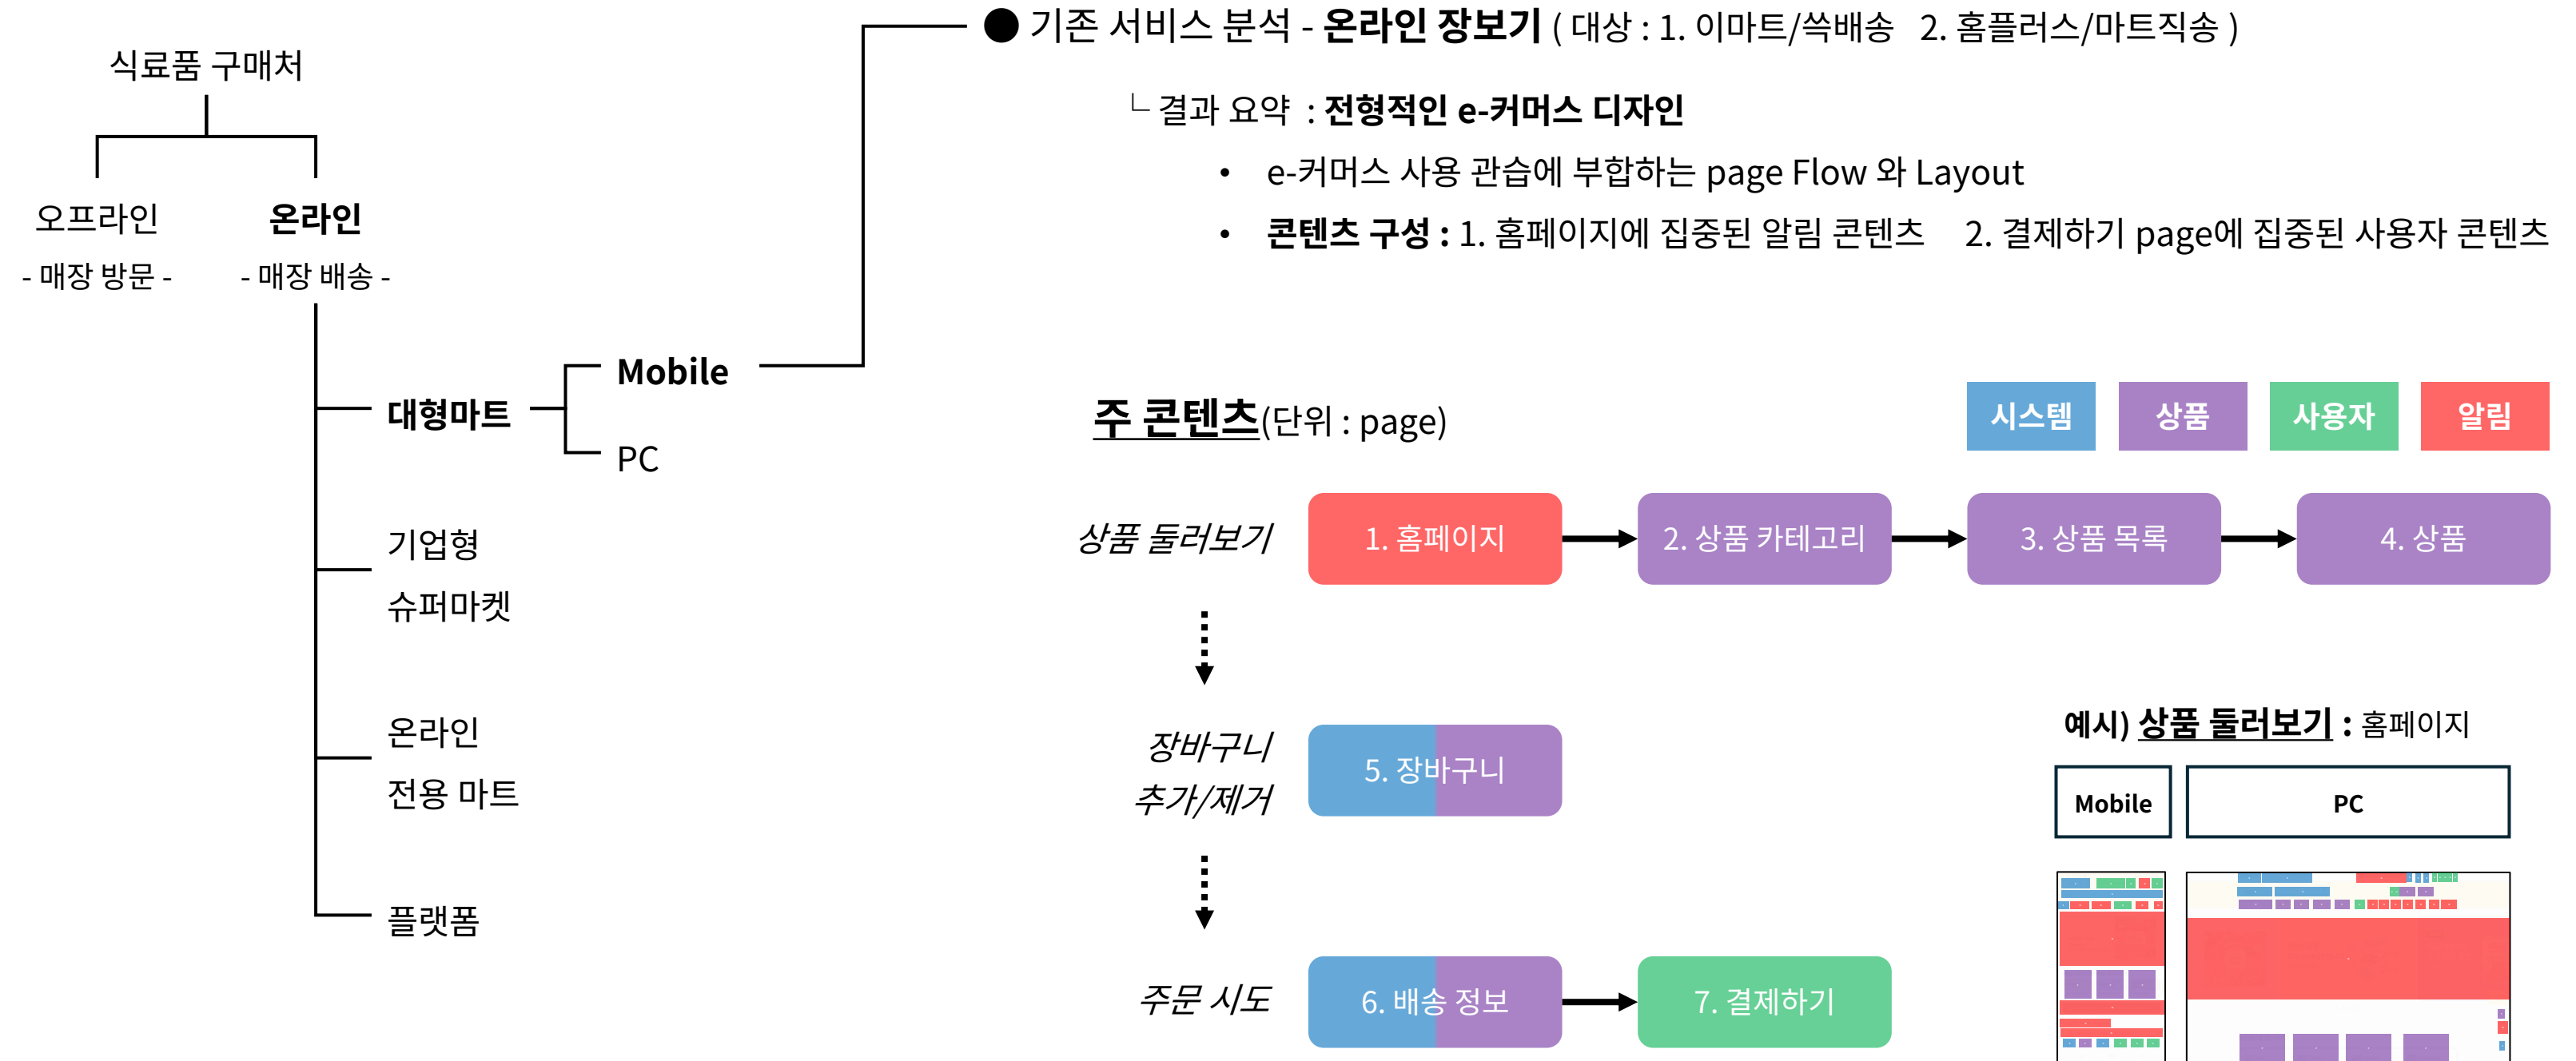 식료품 구매처
오프라인
- 매장 방문 -
온라인
- 매장 배송 -
대형마트
Mobile
PC
기업형
슈퍼마켓
온라인
전용 마트
플랫폼
● 기존 서비스 분석 - 온라인 장보기 ( 대상 : 1. 이마트/쓱배송 2. 홈플러스/마트직송 )
└ 결과 요약 : 전형적인 e-커머스 디자인
• e-커머스 사용 관습에 부합하는 page Flow 와 Layout
• 콘텐츠 구성 : 1. 홈페이지에 집중된 알림 콘텐츠 2. 결제하기 page에 집중된 사용자 콘텐츠
주 콘텐츠(단위 : page)
시스템
상품
사용자
알림
상품 둘러보기
1. 홈페이지
2. 상품 카테고리
3. 상품 목록
4. 상품
장바구니
추가/제거
5. 장바구니
주문 시도
6. 배송 정보
7. 결제하기
예시) 상품 둘러보기 : 홈페이지
Mobile
PC